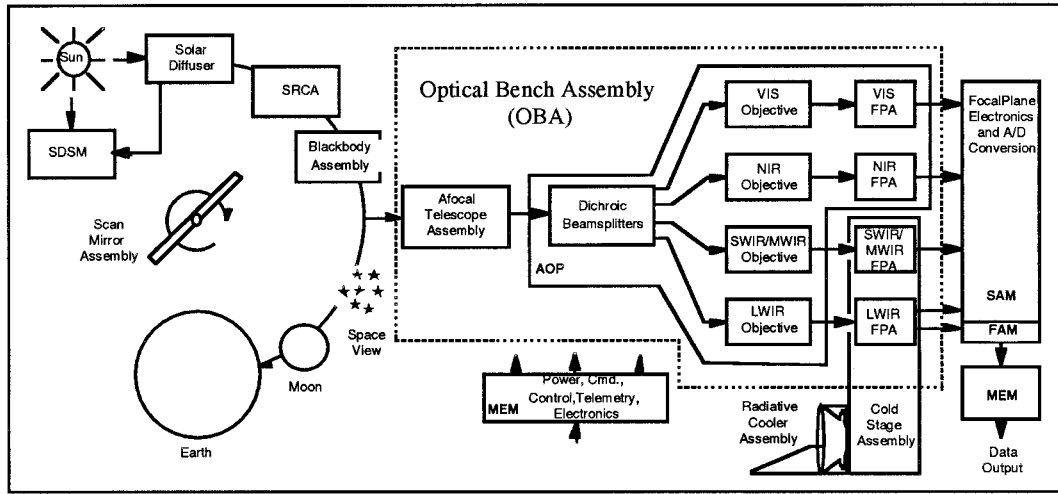 Sun
Solar
Diffuser
SRCA
SDSM
Blackbody
Assembly
Scan
Mirror
Assembly
Space
View
Moon
Earth
Optical Bench Assembly
(OBA)
Afocal
Telescope
Assembly
Dichroic
Beamsplitters
AOP
VIS
Objective
VIS
FPA
NIR
Objective
NIR
FPA
SWIR/MWIR
Objective
SWIR/
MWIR
FPA
LWIR
Objective
LWIR
FPA
FocalPlane
Electronics
and A/D
Conversion
SAM
FAM
MEM
Data
Output
Power, Cmd.,
MEM Control,Telemetry,
Electronics
Radiative
Cooler
Assembly
Cold
Stage
Assembly